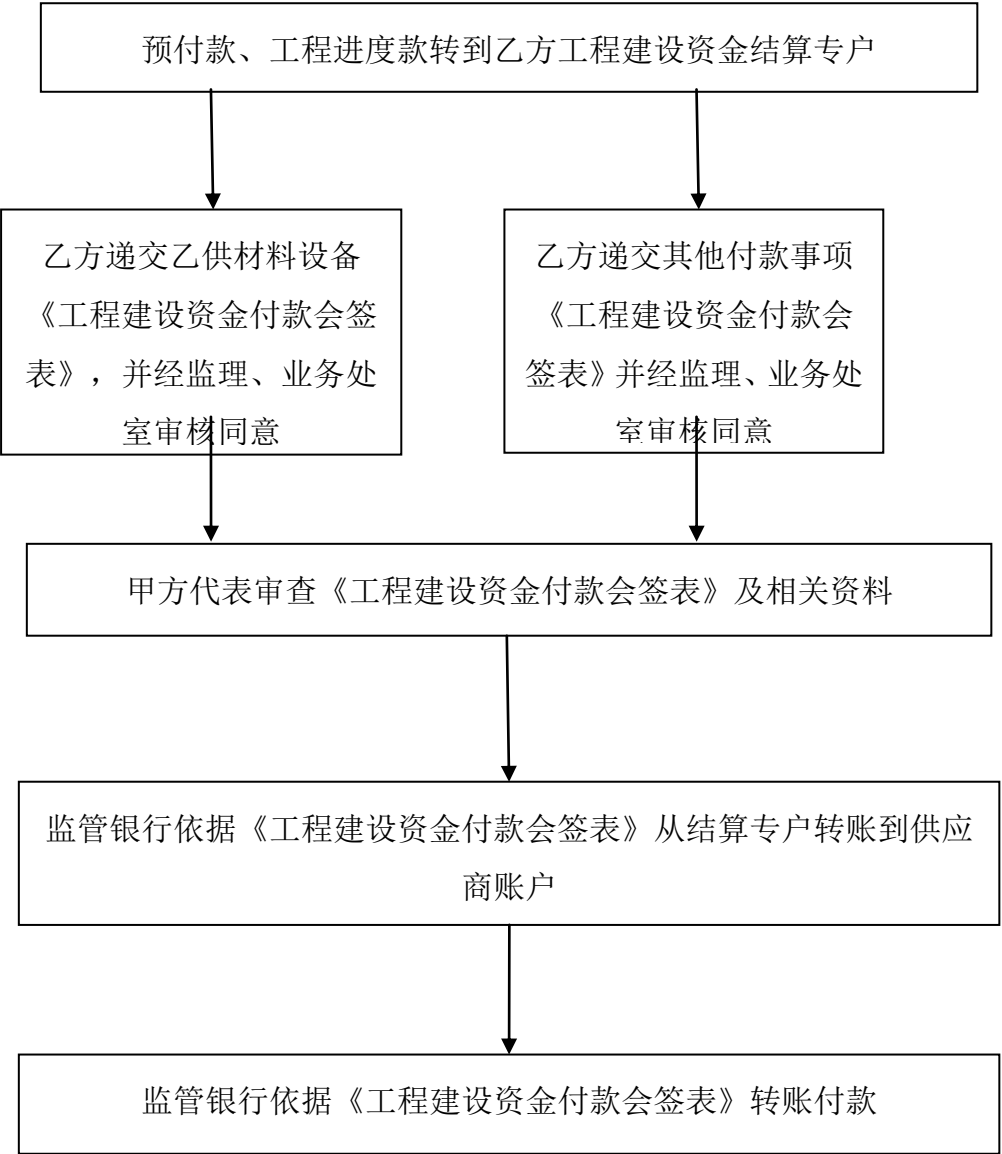 预付款、工程进度款转到乙方工程建设资金结算专户
乙方递交乙供材料设备
《工程建设资金付款会签
表》，并经监理、业务处
室审核同意
乙方递交其他付款事项
《工程建设资金付款会
签表》并经监理、业务处
室审核同意
甲方代表审查《工程建设资金付款会签表》及相关资料
监管银行依据《工程建设资金付款会签表》从结算专户转账到供应
商账户
监管银行依据《工程建设资金付款会签表》转账付款